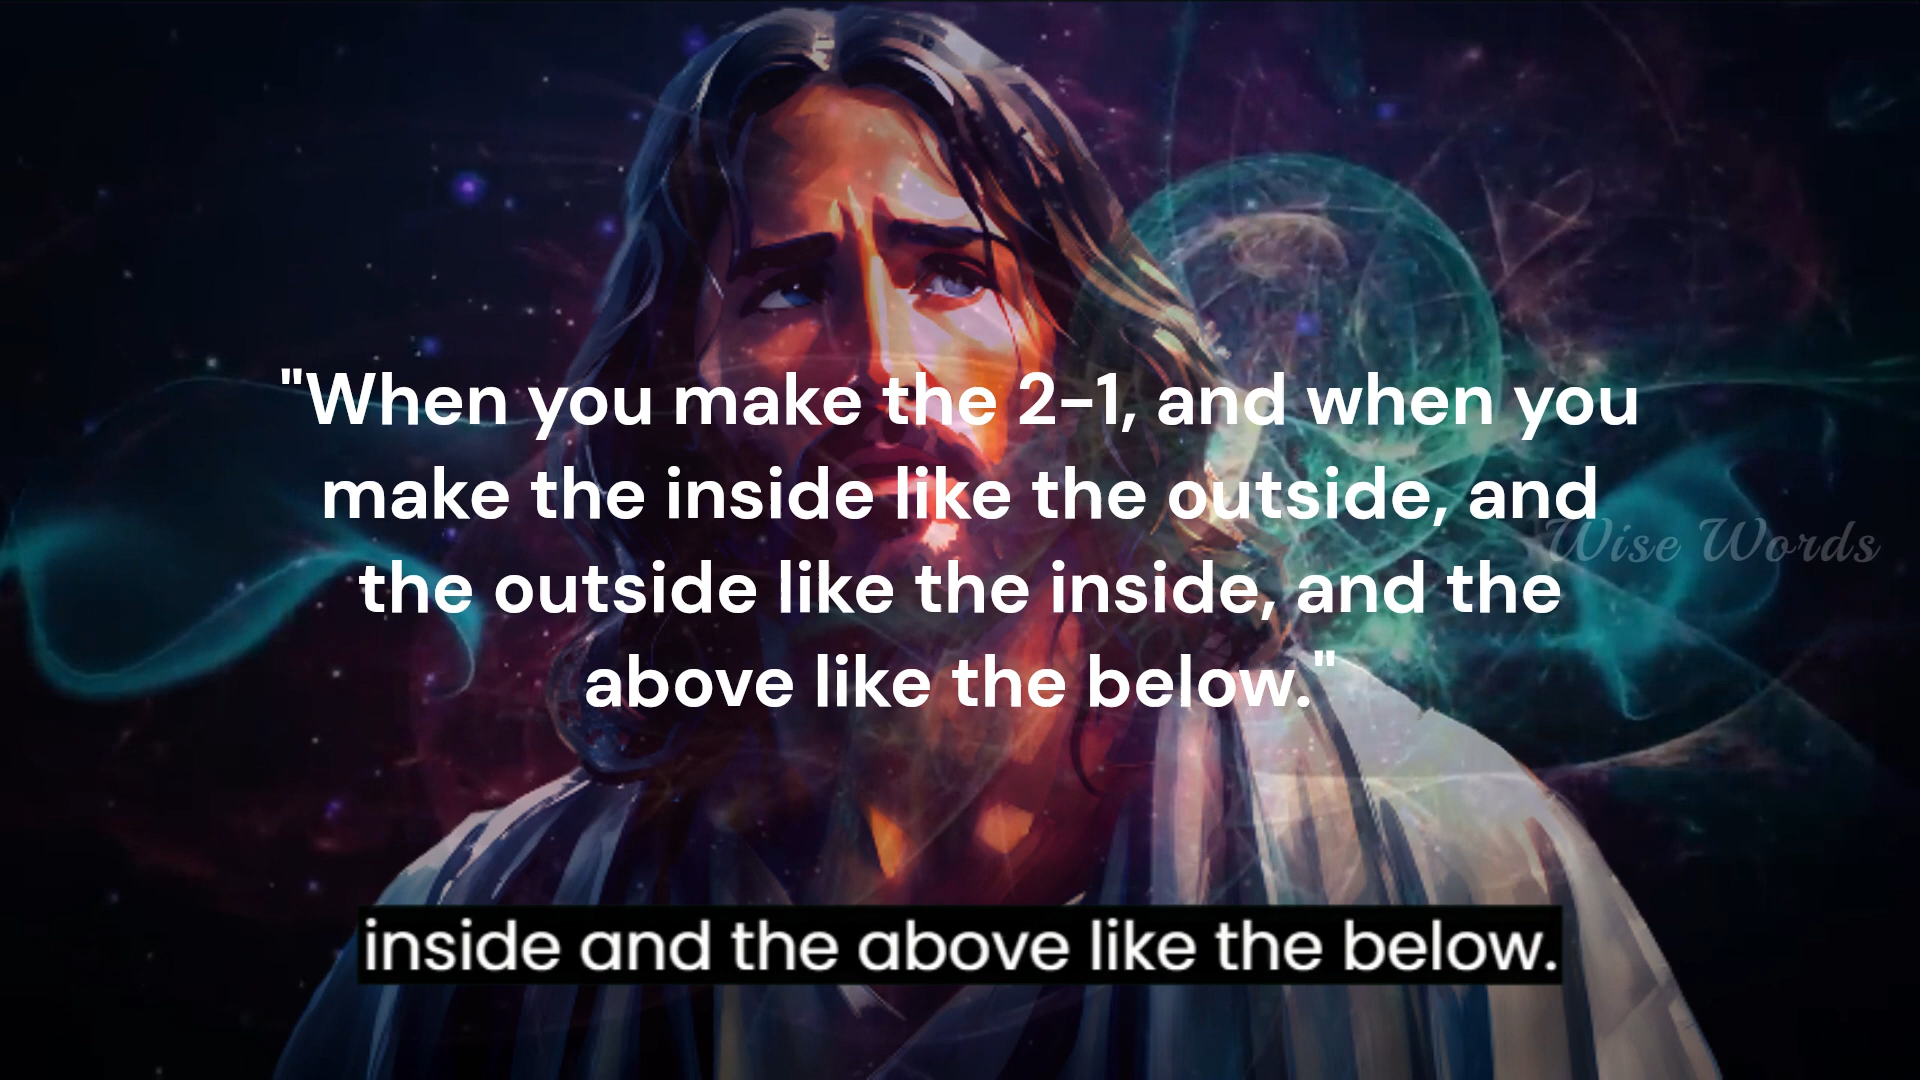 "When you make the 2-1, and when you
make the inside like the outside, and
the outside like the inside, and the
above like the below."
Wise Words
inside and the above like the below.